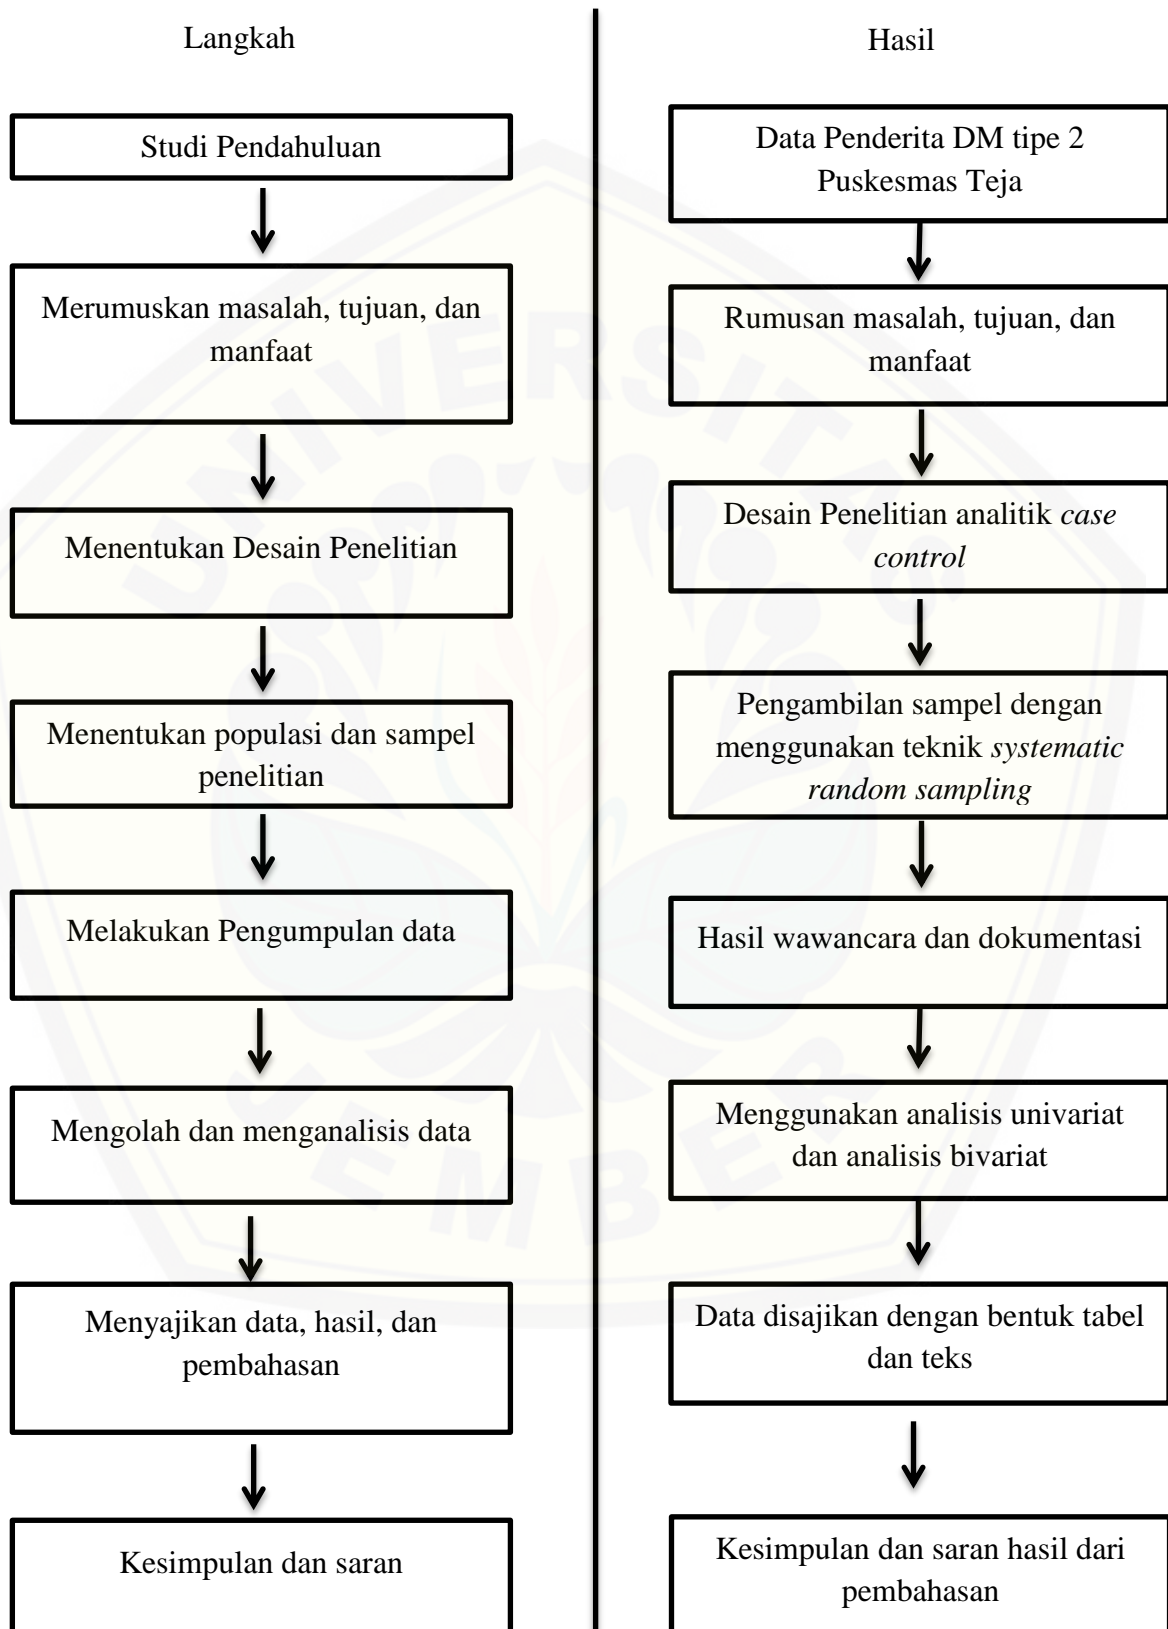 Langkah
Studi Pendahuluan
Merumuskan masalah, tujuan, dan
manfaat
Menentukan Desain Penelitian
Menentukan populasi dan sampel
penelitian
Melakukan Pengumpulan data
Mengolah dan menganalisis data
Menyajikan data, hasil, dan
pembahasan
Kesimpulan dan saran
Hasil
Data Penderita DM tipe 2
Puskesmas Teja
Rumusan masalah, tujuan, dan
manfaat
Desain Penelitian analitik case
control
Pengambilan sampel dengan
menggunakan teknik systematic
random sampling
Hasil wawancara dan dokumentasi
Menggunakan analisis univariat
dan analisis bivariat
Data disajikan dengan bentuk tabel
dan teks
Kesimpulan dan saran hasil dari
pembahasan
UNIVERSITAS
JEMBER